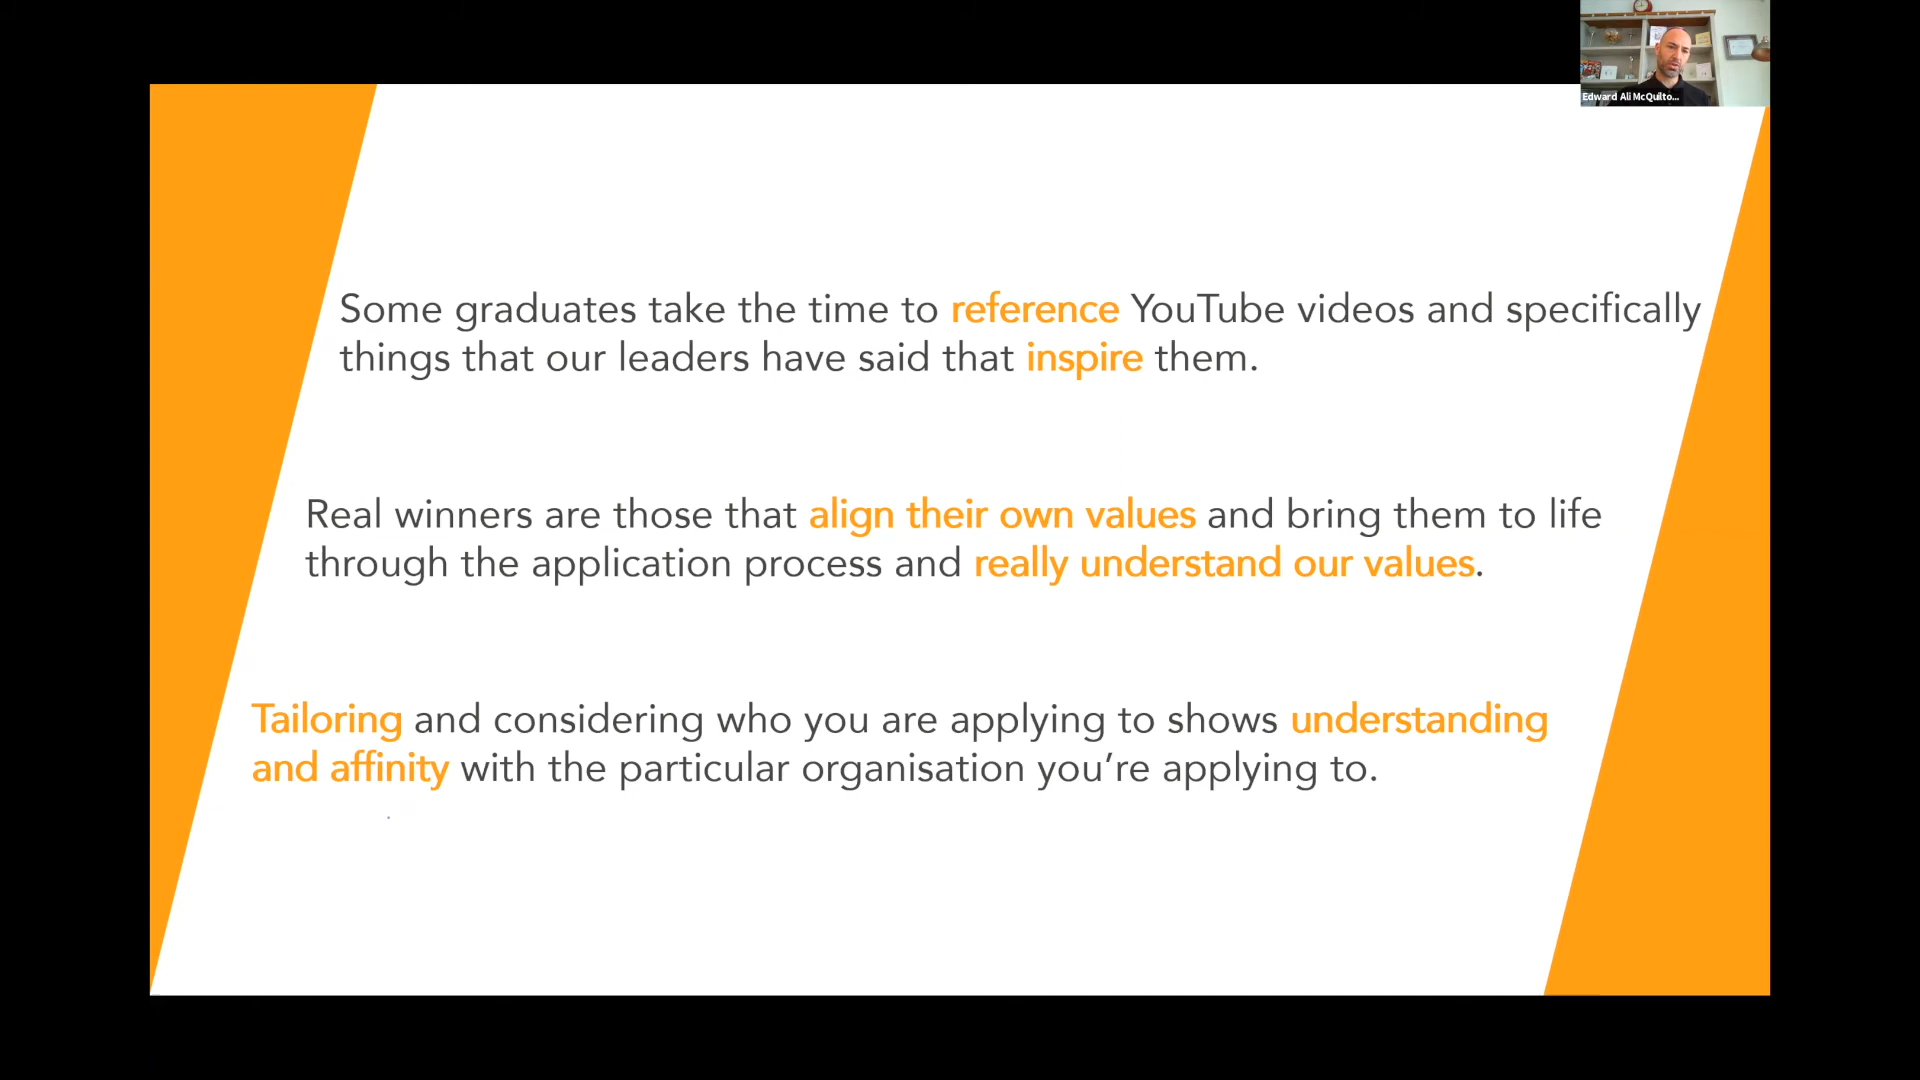 Edward Ali McQuilto...
Some graduates take the time to reference YouTube videos and specifically
things that our leaders have said that inspire them.
Real winners are those that align their own values and bring them to life
through the application process and really understand our values.
Tailoring and considering who you are applying to shows understanding
and affinity with the particular organisation you’re applying to.